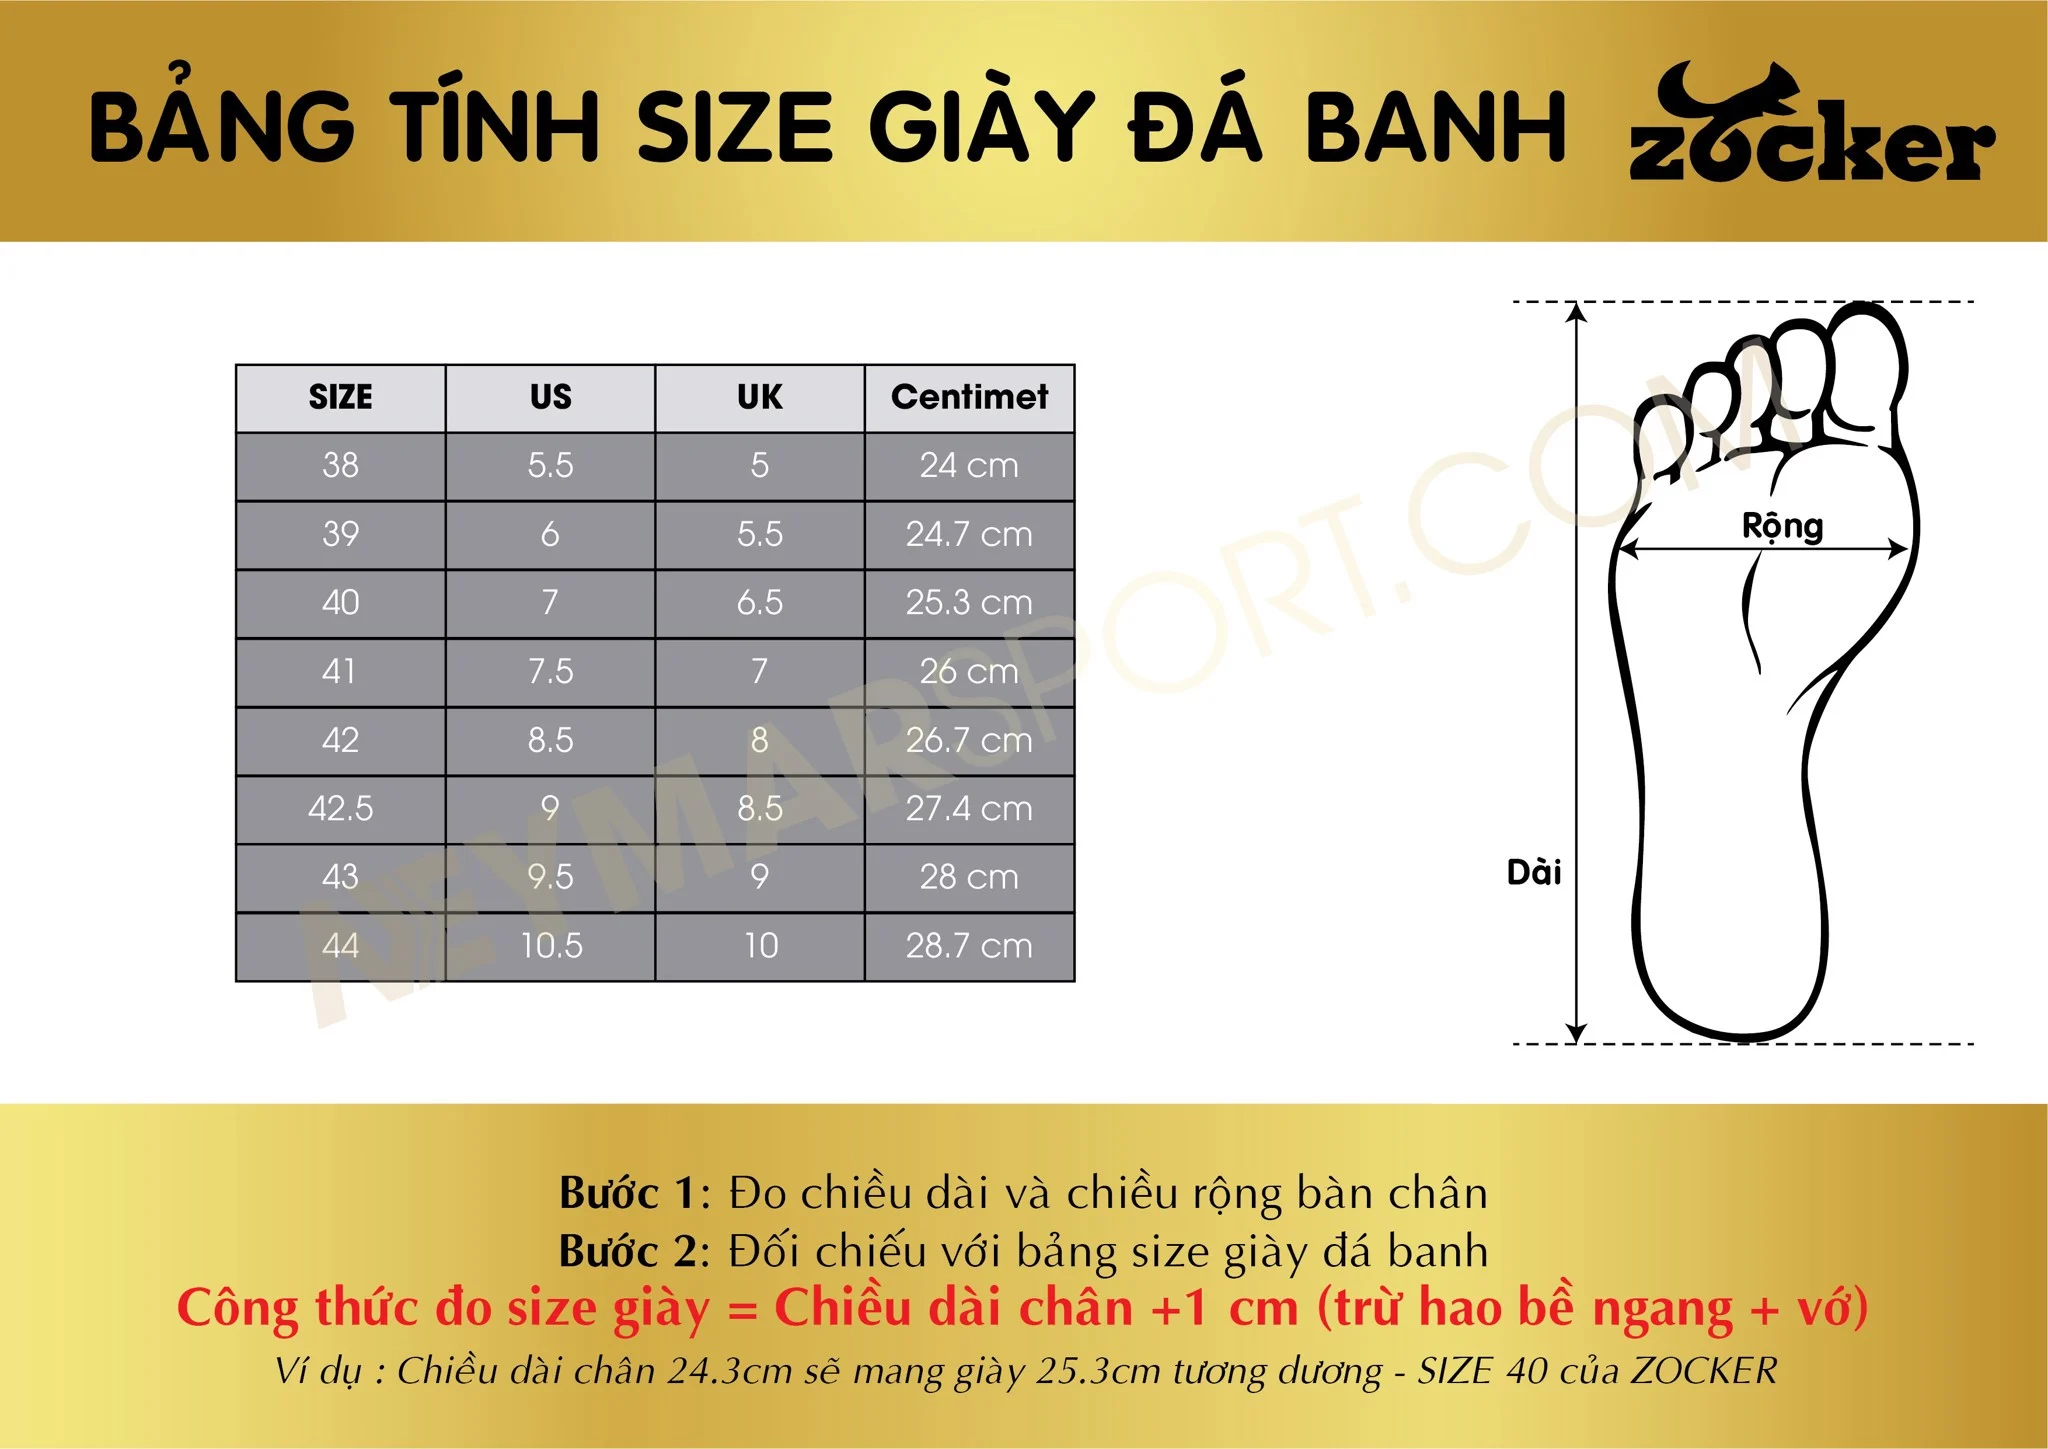 BẢNG TÍNH SIZE GIÀY ĐÁ BANH zocker
SIZE US UK Centimet
38 5.5 5 24 cm
39 6 5.5 24.7 cm
40 7 6.5 25.3 cm
41 7.5 7 26 cm
42 8.5 8 26.7 cm
42.5 9 8.5 27.4 cm
43 9.5 9 28 cm
44 10.5 10 28.7 cm
NEYMARSPORT.COM
Rộng
Dài
Bước 1: Đo chiều dài và chiều rộng bàn chân
Bước 2: Đối chiếu với bảng size giày đá banh
Công thức đo size giày = Chiều dài chân +1 cm (trừ hao bề ngang + vớ)
Ví dụ : Chiều dài chân 24.3cm sẽ mang giày 25.3cm tương đương - SIZE 40 của ZOCKER